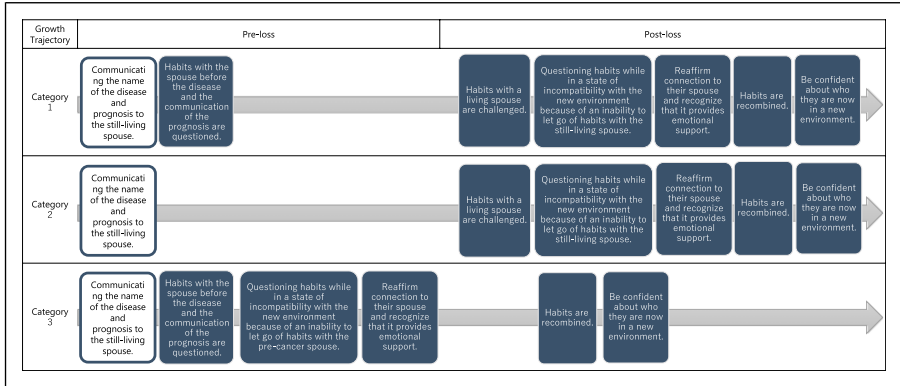 Growth
Trajectory
Pre-loss
Post-loss
Category
1
Communicati
ng the name
of the disease
and
prognosis to
the still-living
spouse.
Habits with the
spouse before
the disease
and the
communication
of the
prognosis are
questioned.
Habits with a
living spouse
are challenged.
Questioning habits while
in a state of
incompatibility with the
new environment
because of an inability to
let go of habits with the
still-living spouse.
Reaffirm
connection to
their spouse
and recognize
that it provides
emotional
support.
Habits are
recombined.
Be confident
about who
they are now
in a new
environment.
Category
2
Communicati
ng the name
of the disease
and
prognosis to
the still-living
spouse.
Habits with a
living spouse
are challenged.
Questioning habits while
in a state of
incompatibility with the
new environment
because of an inability to
let go of habits with the
still-living spouse.
Reaffirm
connection to
their spouse
and recognize
that it provides
emotional
support.
Habits are
recombined.
Be confident
about who
they are now
in a new
environment.
Category
3
Communicati
ng the name
of the disease
and
prognosis to
the still-living
spouse.
Habits with the
spouse before
the disease
and the
communication
of the
prognosis are
questioned.
Questioning habits while
in a state of
incompatibility with the
new environment
because of an inability to
let go of habits with the
pre-cancer spouse.
Reaffirm
connection to
their spouse
and recognize
that it provides
emotional
support.
Habits are
recombined.
Be confident
about who
they are now
in a new
environment.